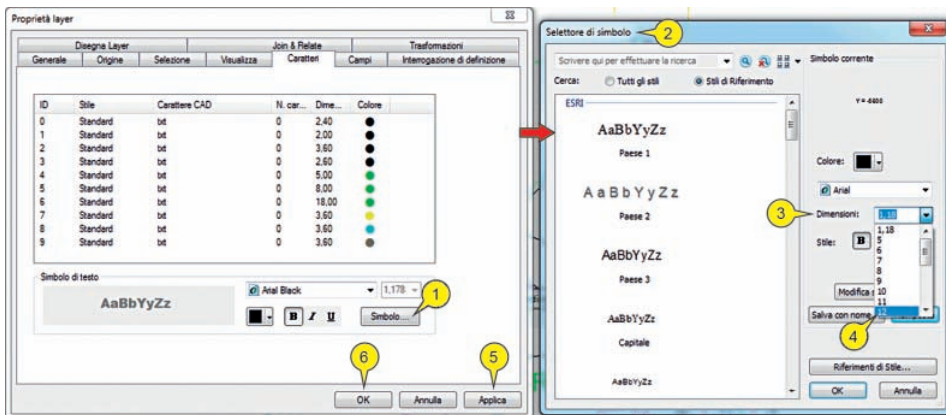 Proprietà layer
Disegna Layer Join & Relate Trasformazioni
Generale Origine Selezione Visualizza Caratteri Campi Interrogazione di definizione
ID Stile Carattere CAD N. car... Dime... Colore
0 Standard txt 0 2,40
1 Standard txt 0 2,00
2 Standard txt 0 3,60
3 Standard txt 0 2,60
4 Standard txt 0 5,00
5 Standard txt 0 8,00
6 Standard txt 0 18,00
7 Standard txt 0 3,60
8 Standard txt 0 3,60
9 Standard txt 0 3,60
Simbolo di testo
AaBbYyZz
Arial Black 1,178
B I U Simbolo...
1
6
5
OK Annulla Applica
Selettore di simbolo
2
Scrivere qui per effettuare la ricerca
Cerca: Tutti gli stili Stili di Riferimento
ESRI
AaBbYyZz
Paese 1
AaBbYyZz
Paese 2
AaBbYyZz
Paese 3
AaBbYyZz
Capitale
AaBbYyZz
Simbolo corrente
Colore:
Arial
3
Dimensioni: 1,18
1,18
5
6
7
8
9
10
11
12
Stile: B
Modifica
Salva con nome
4
Riferimenti di Stile...
OK Annulla